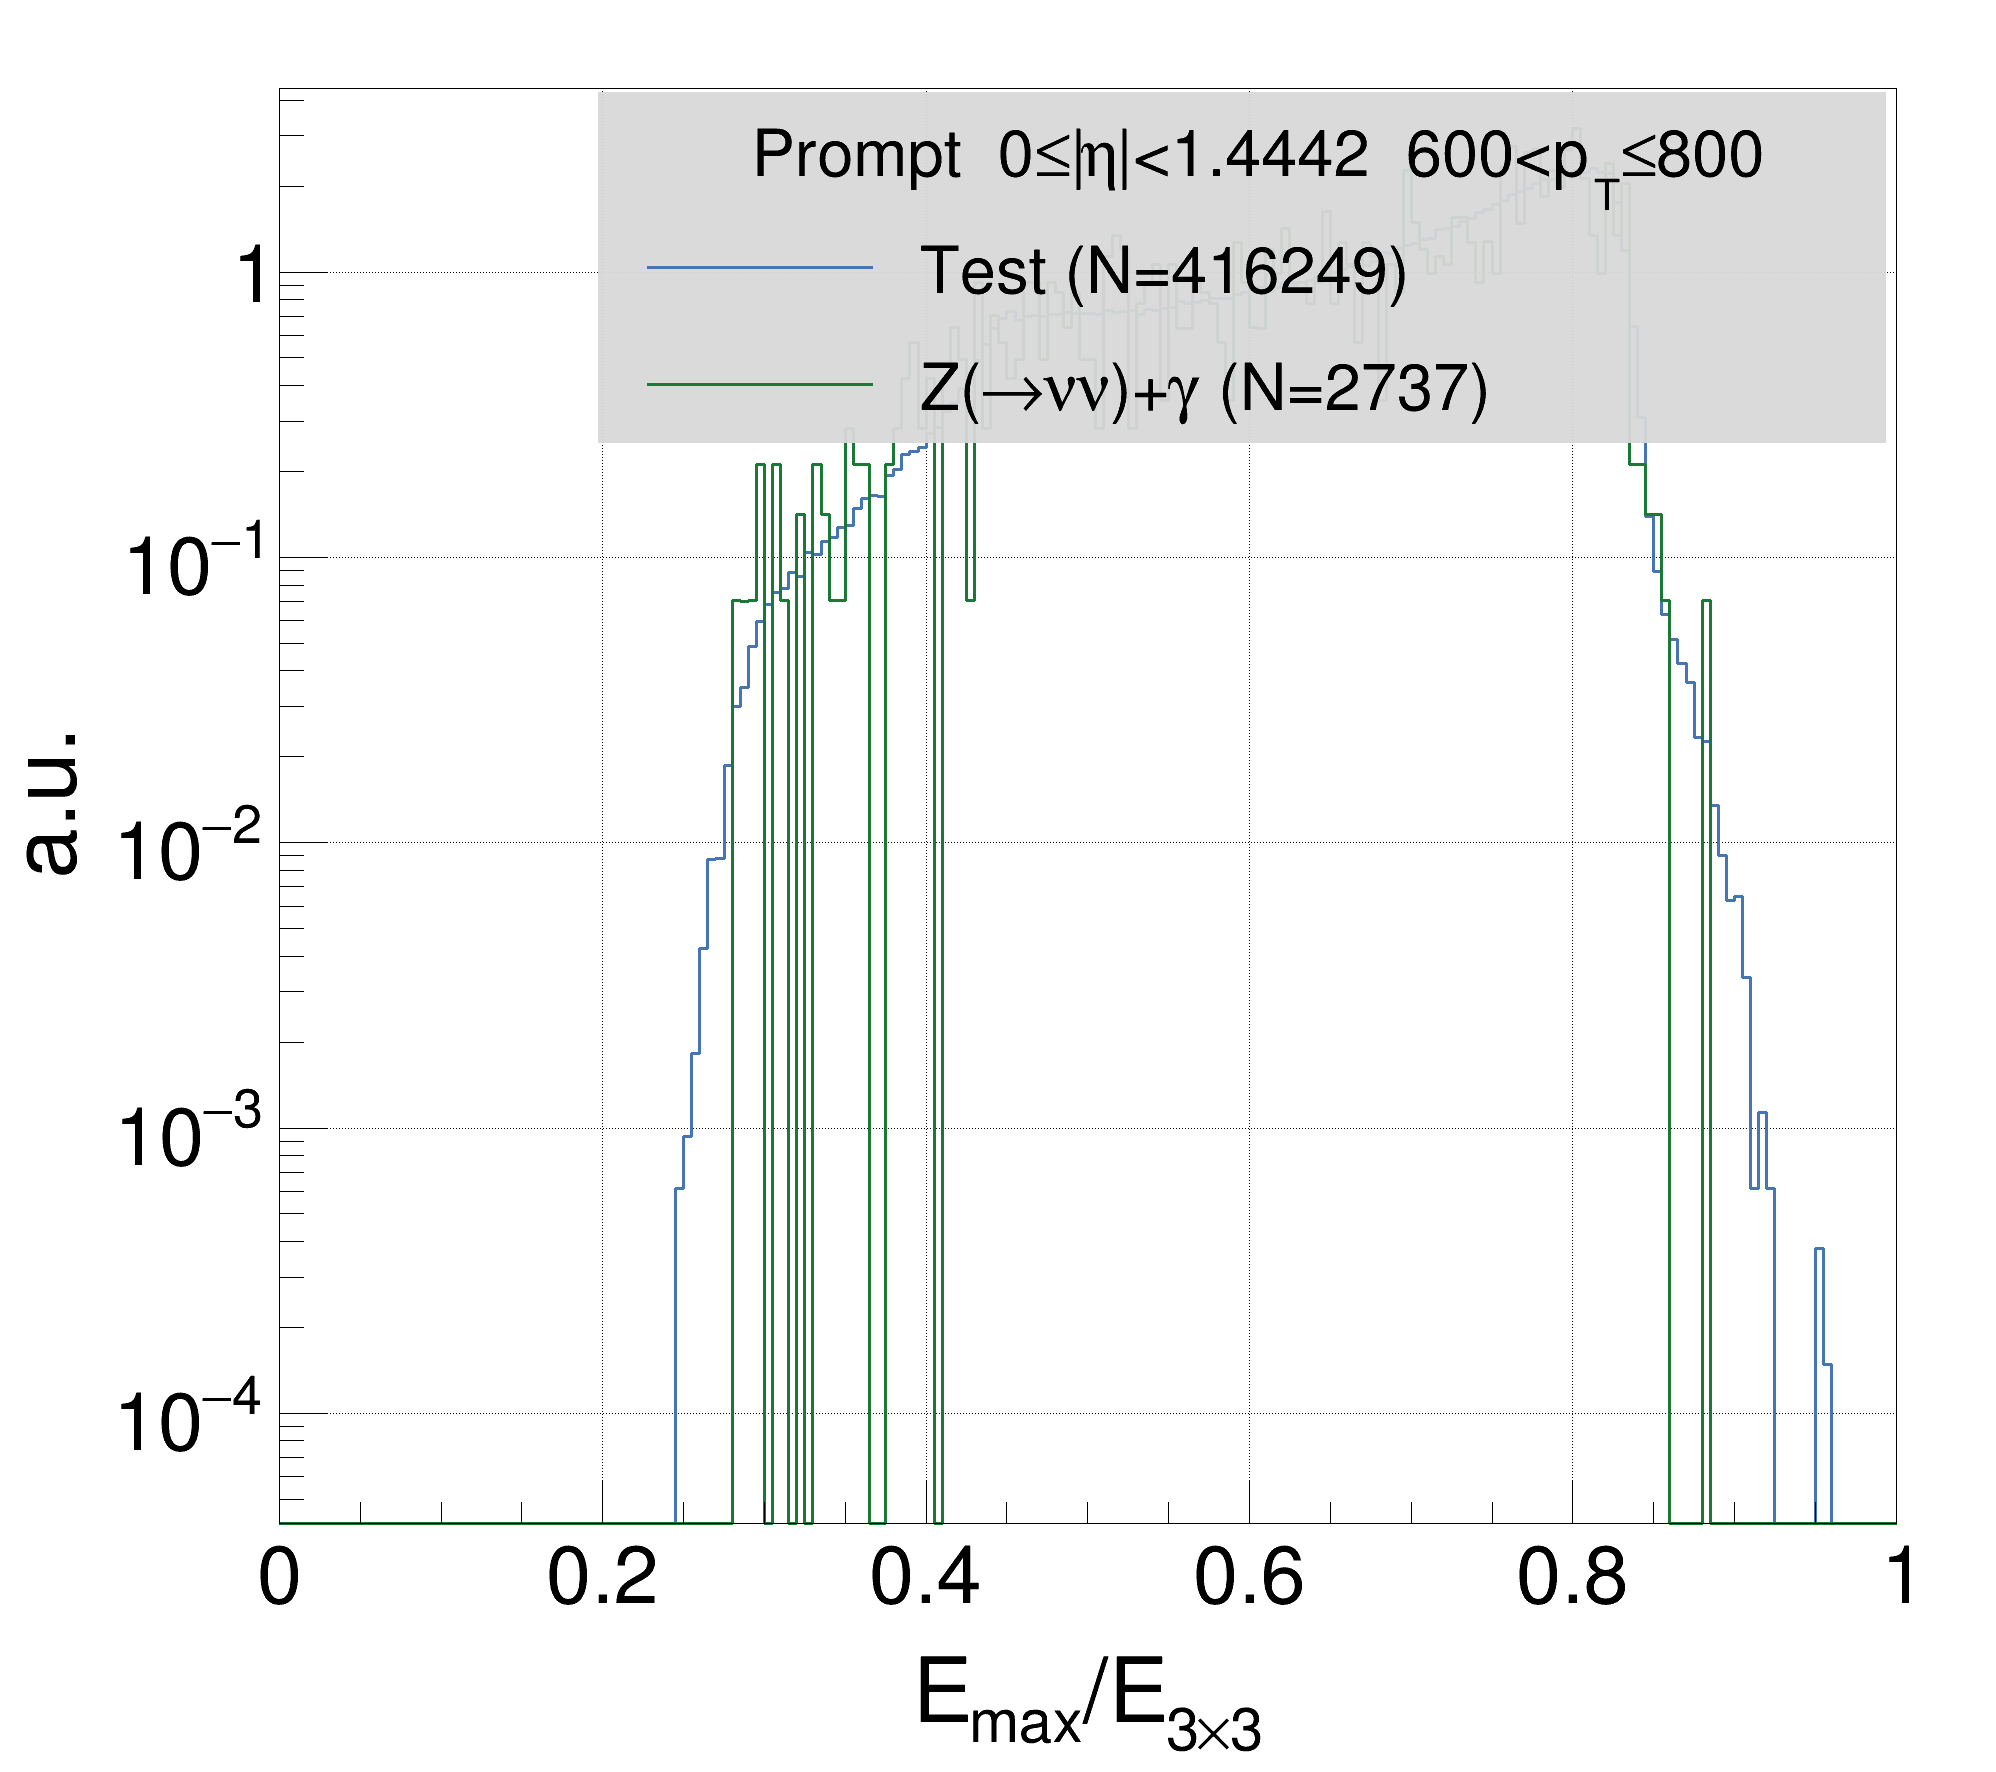 Prompt 0≤|η|<1.4442 600<p_T≤800
Test (N=416249)
Z(→νν)+γ (N=2737)
1
10⁻¹
10⁻²
10⁻³
10⁻⁴
a.u.
0 0.2 0.4 0.6 0.8 1
E_max/E_3×3